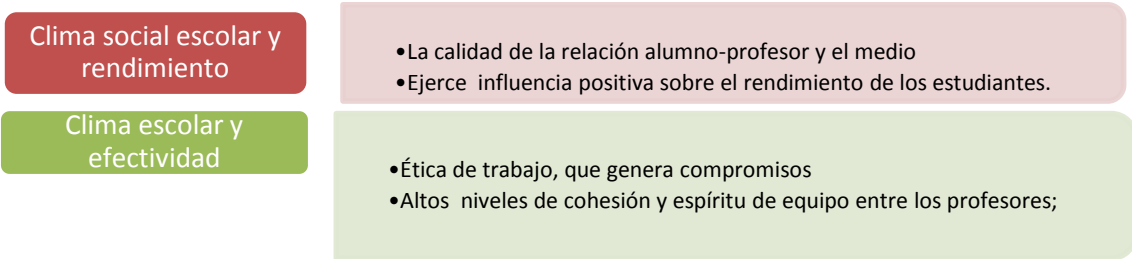 Clima social escolar y
rendimiento
•La calidad de la relación alumno-profesor y el medio
•Ejerce influencia positiva sobre el rendimiento de los estudiantes.
Clima escolar y
efectividad
•Ética de trabajo, que genera compromisos
•Altos niveles de cohesión y espíritu de equipo entre los profesores;